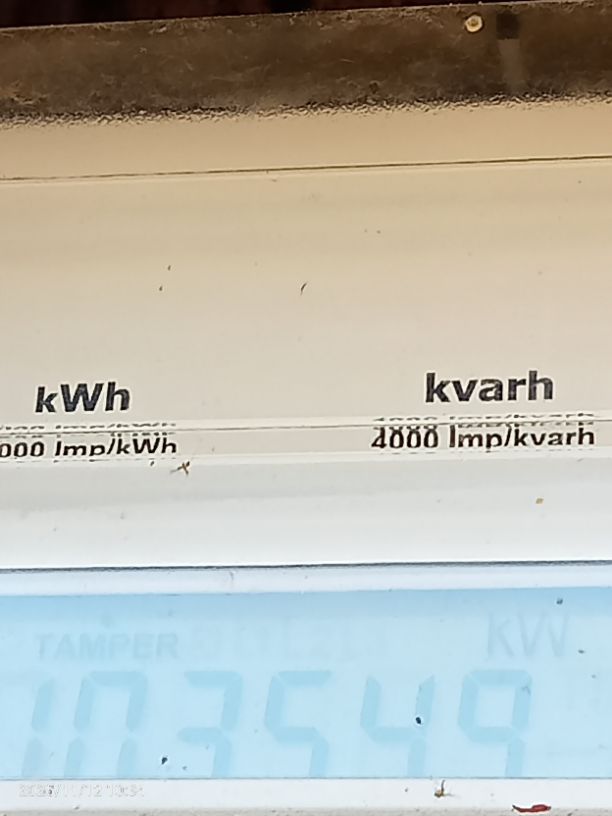 kWh kvarh
000 Imp/kWh 4000 Imp/kvarh
TAMPER kW
103549